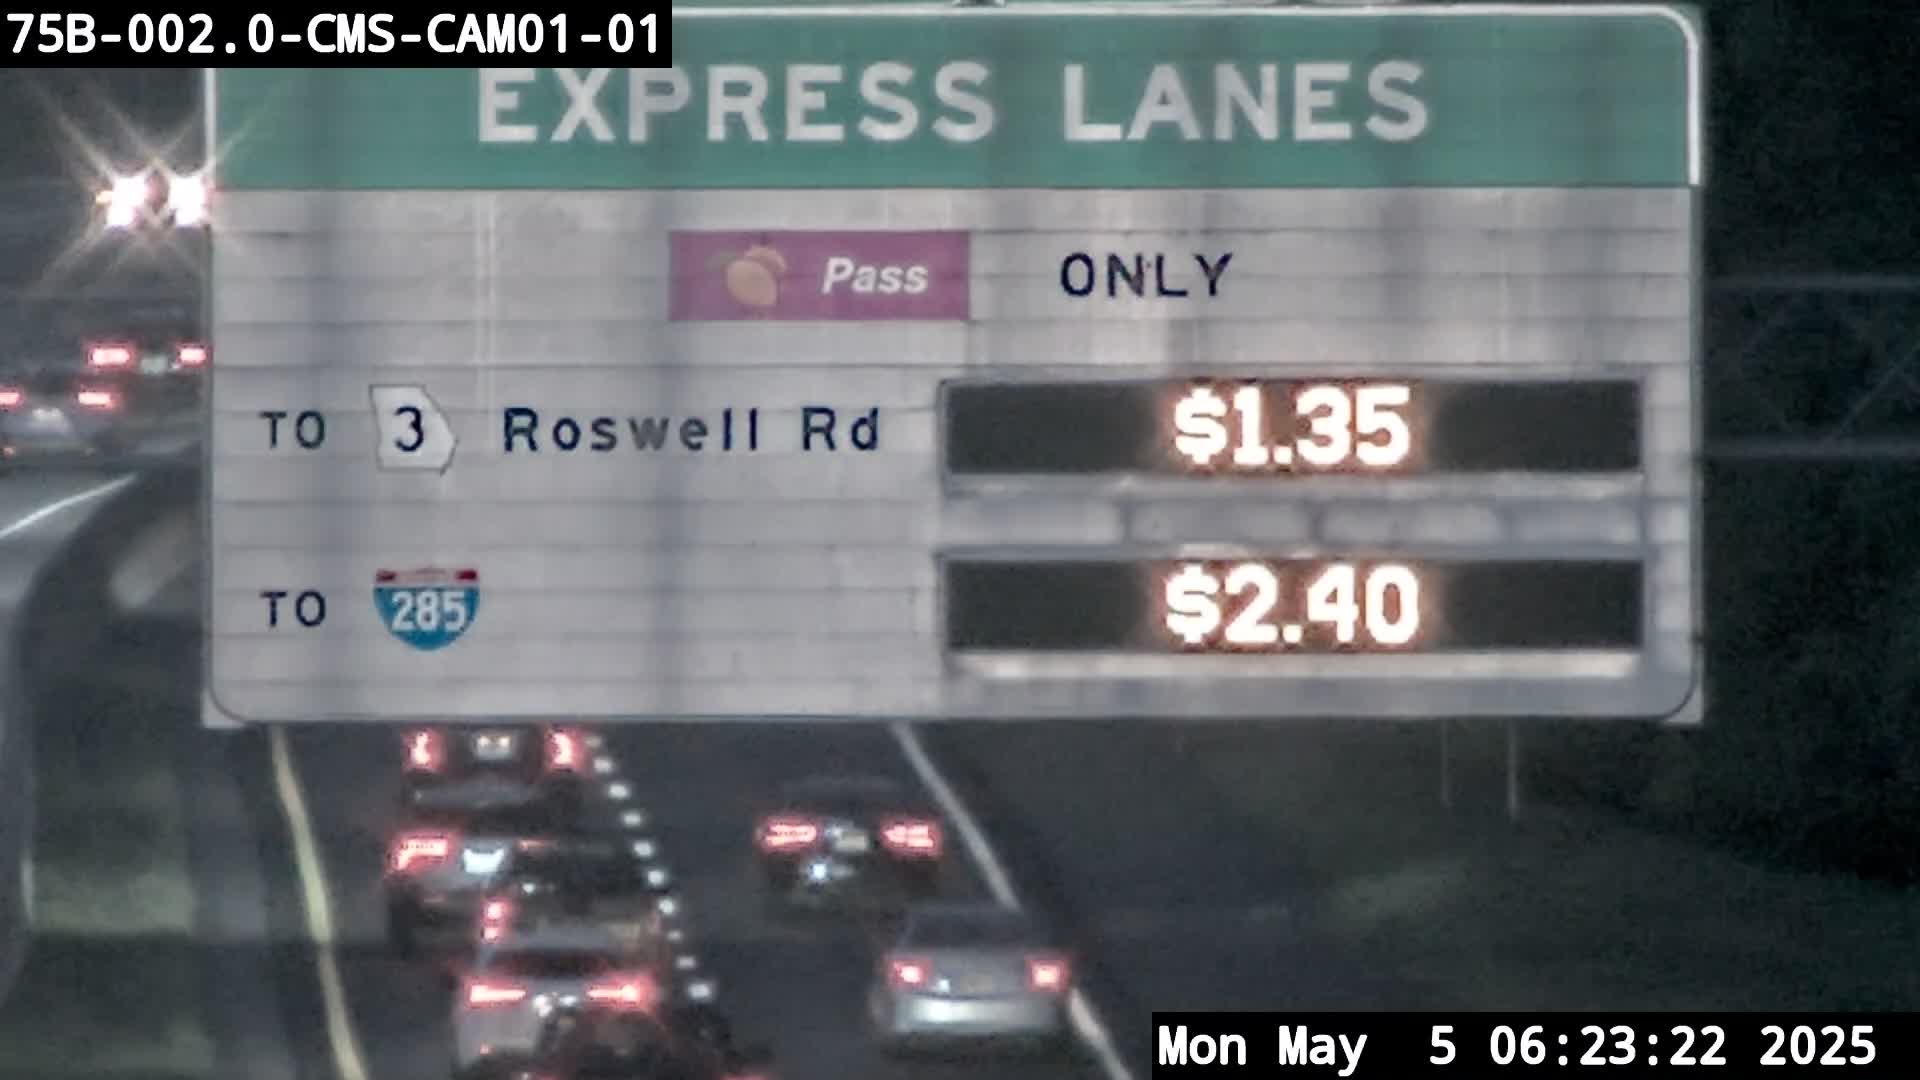 75B-002.0-CMS-CAM01-01
EXPRESS LANES
Pass ONLY
TO 3 Roswell Rd $1.35
TO 285 $2.40
Mon May 5 06:23:22 2025